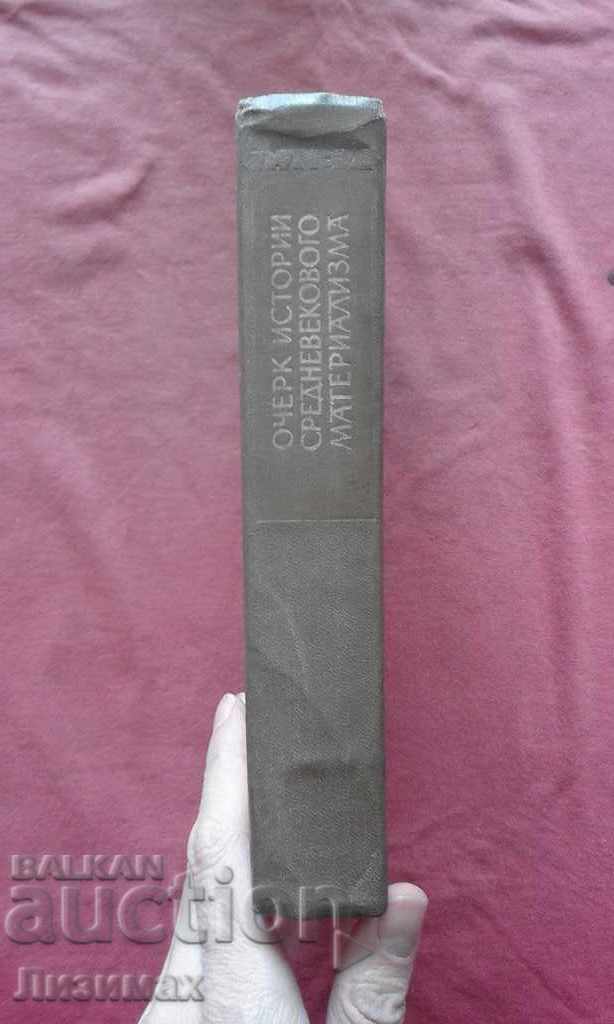 ОЧЕРК ИСТОРИИ
СРЕДНЕВЕКОВОГО
МАТЕРИАЛИЗМА
BALKAN
auction
Лизимах